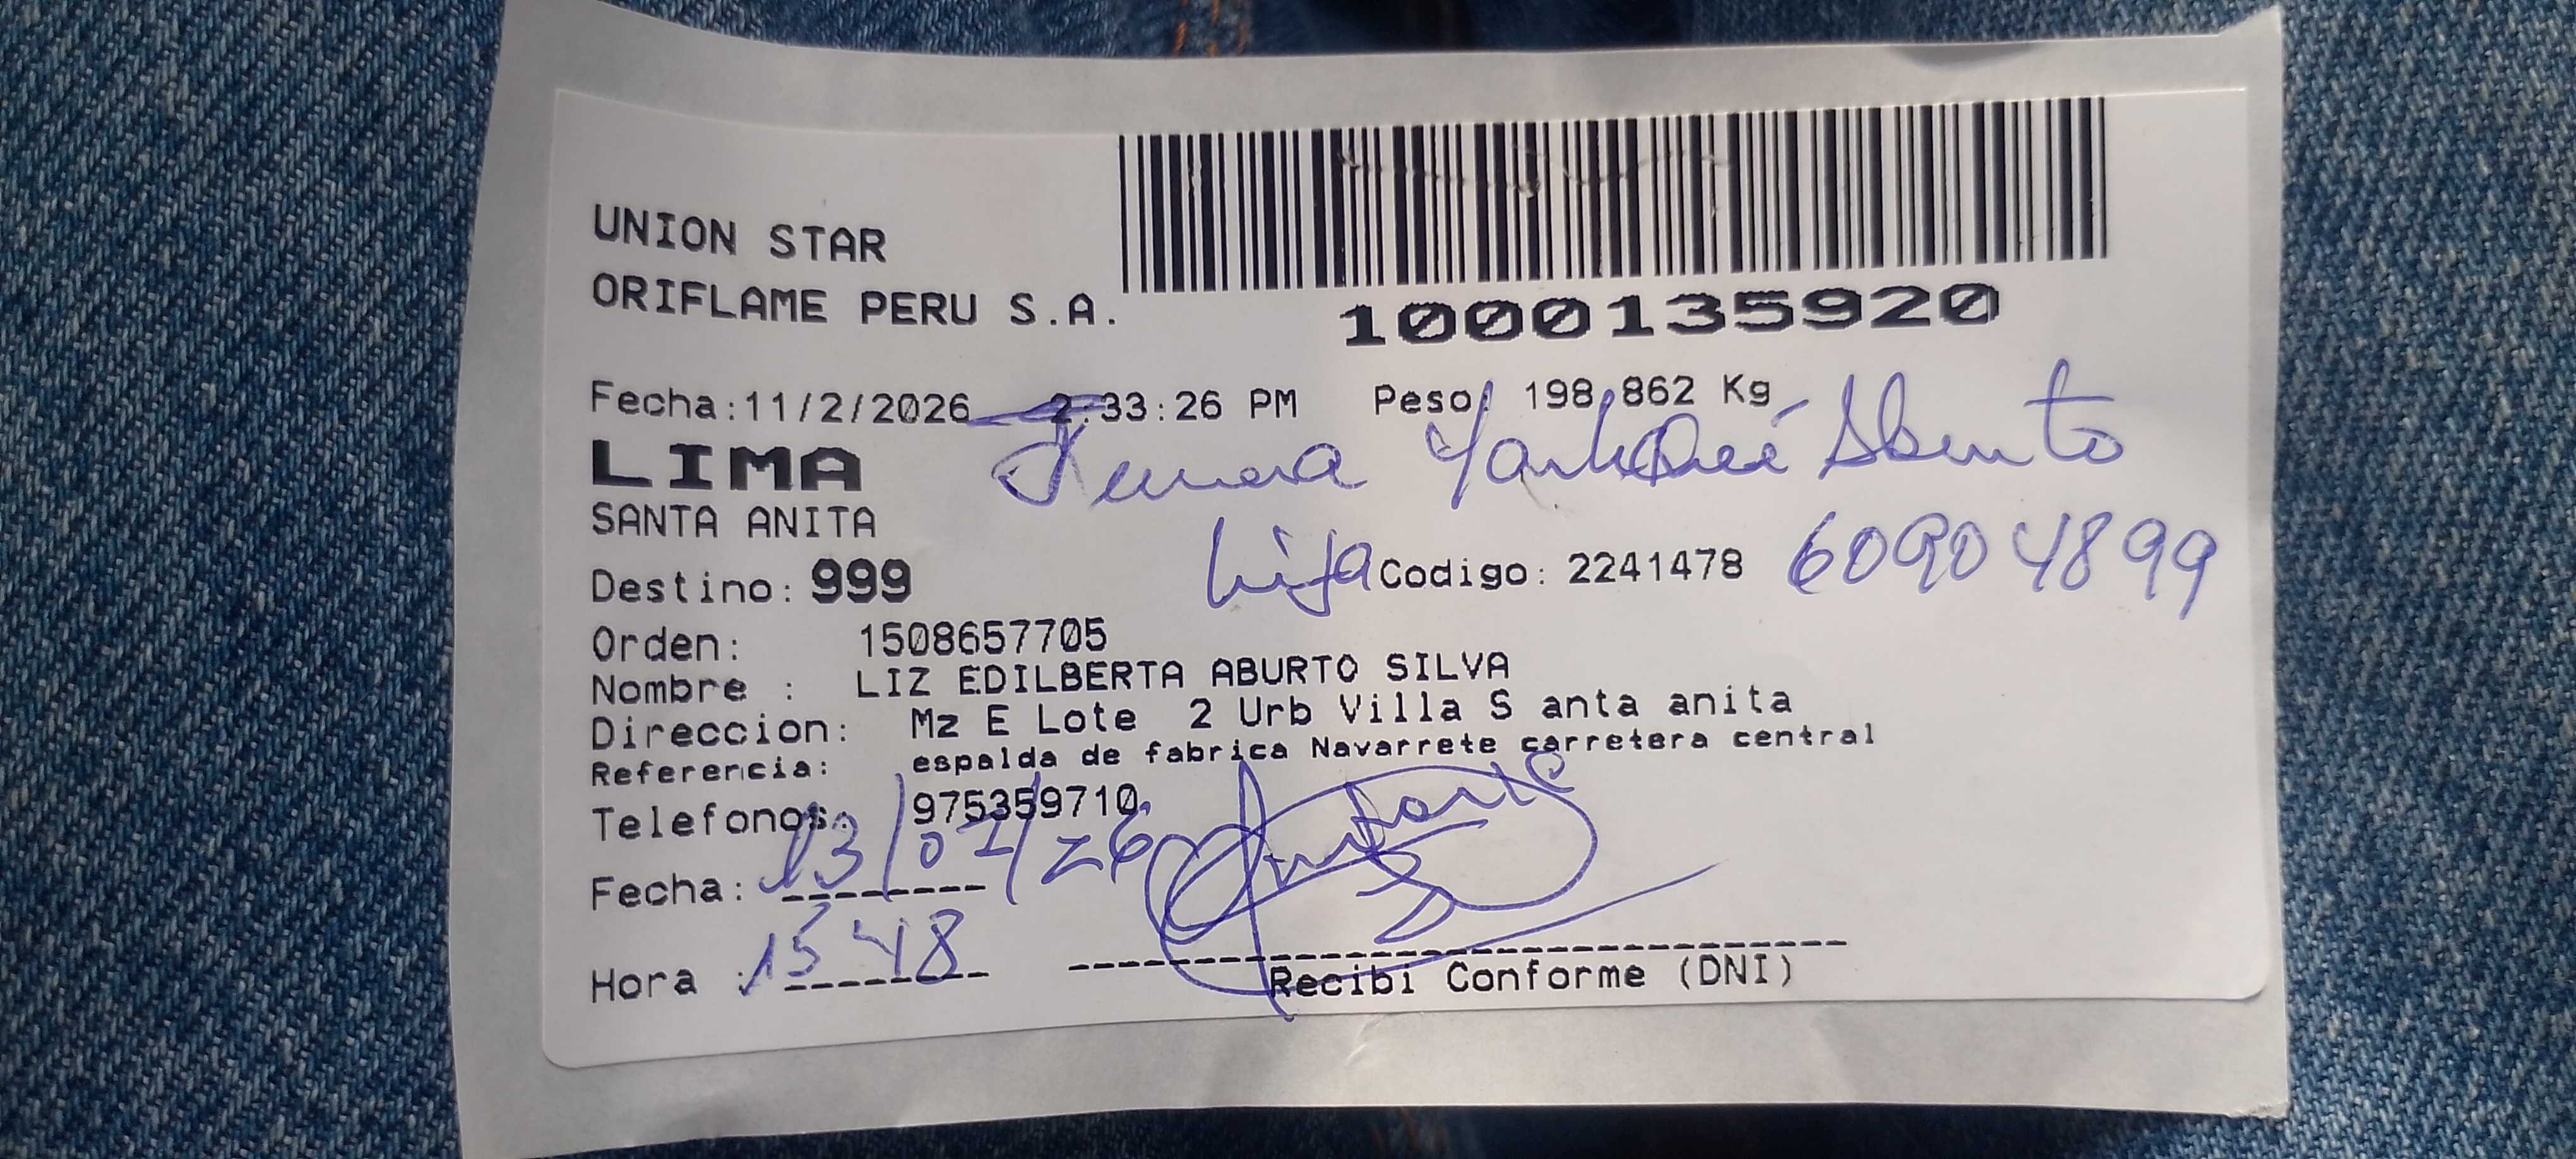 UNION STAR
ORIFLAME PERU S.A.
1000135920
Fecha:11/2/2026 2:33:26 PM Peso: 198,862 Kg
LIMA
SANTA ANITA
Aburto
Destino: 999 hija Codigo: 2241478 60904899
Orden: 1508657705
Nombre : LIZ EDILBERTA ABURTO SILVA
Direccion: Mz E Lote 2 Urb Villa S anta anita
Referencia: espalda de fabrica Navarrete carretera central
Telefonos: 975359710,
Fecha: 13/02/26
Hora : 15 48
Recibi Conforme (DNI)